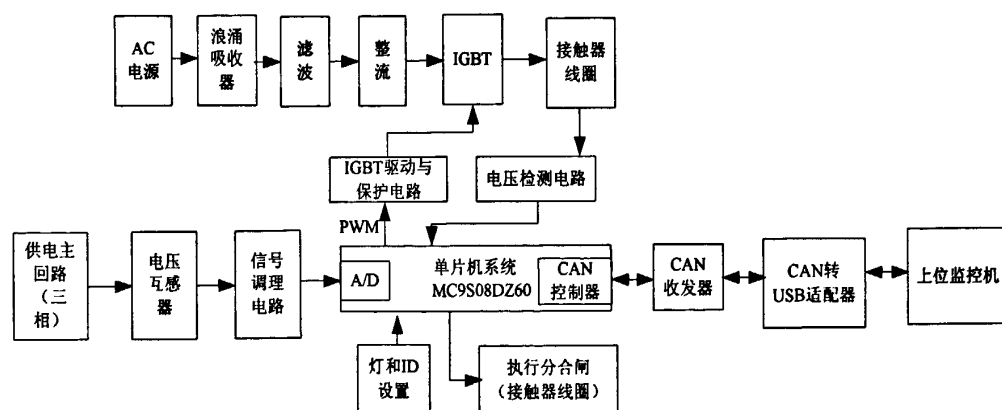 AC
电源
浪涌
吸收
器
滤
波
整
流
IGBT
接触器
线圈
IGBT驱动与
保护电路
电压检测电路
PWM
供电主
回路
（三
相）
电压
互感
器
信号
调理
电路
A/D
单片机系统
MC9S08DZ60
CAN
控制器
CAN
收发器
CAN转
USB适配器
上位监控机
灯和ID
设置
执行分合闸
（接触器线圈）